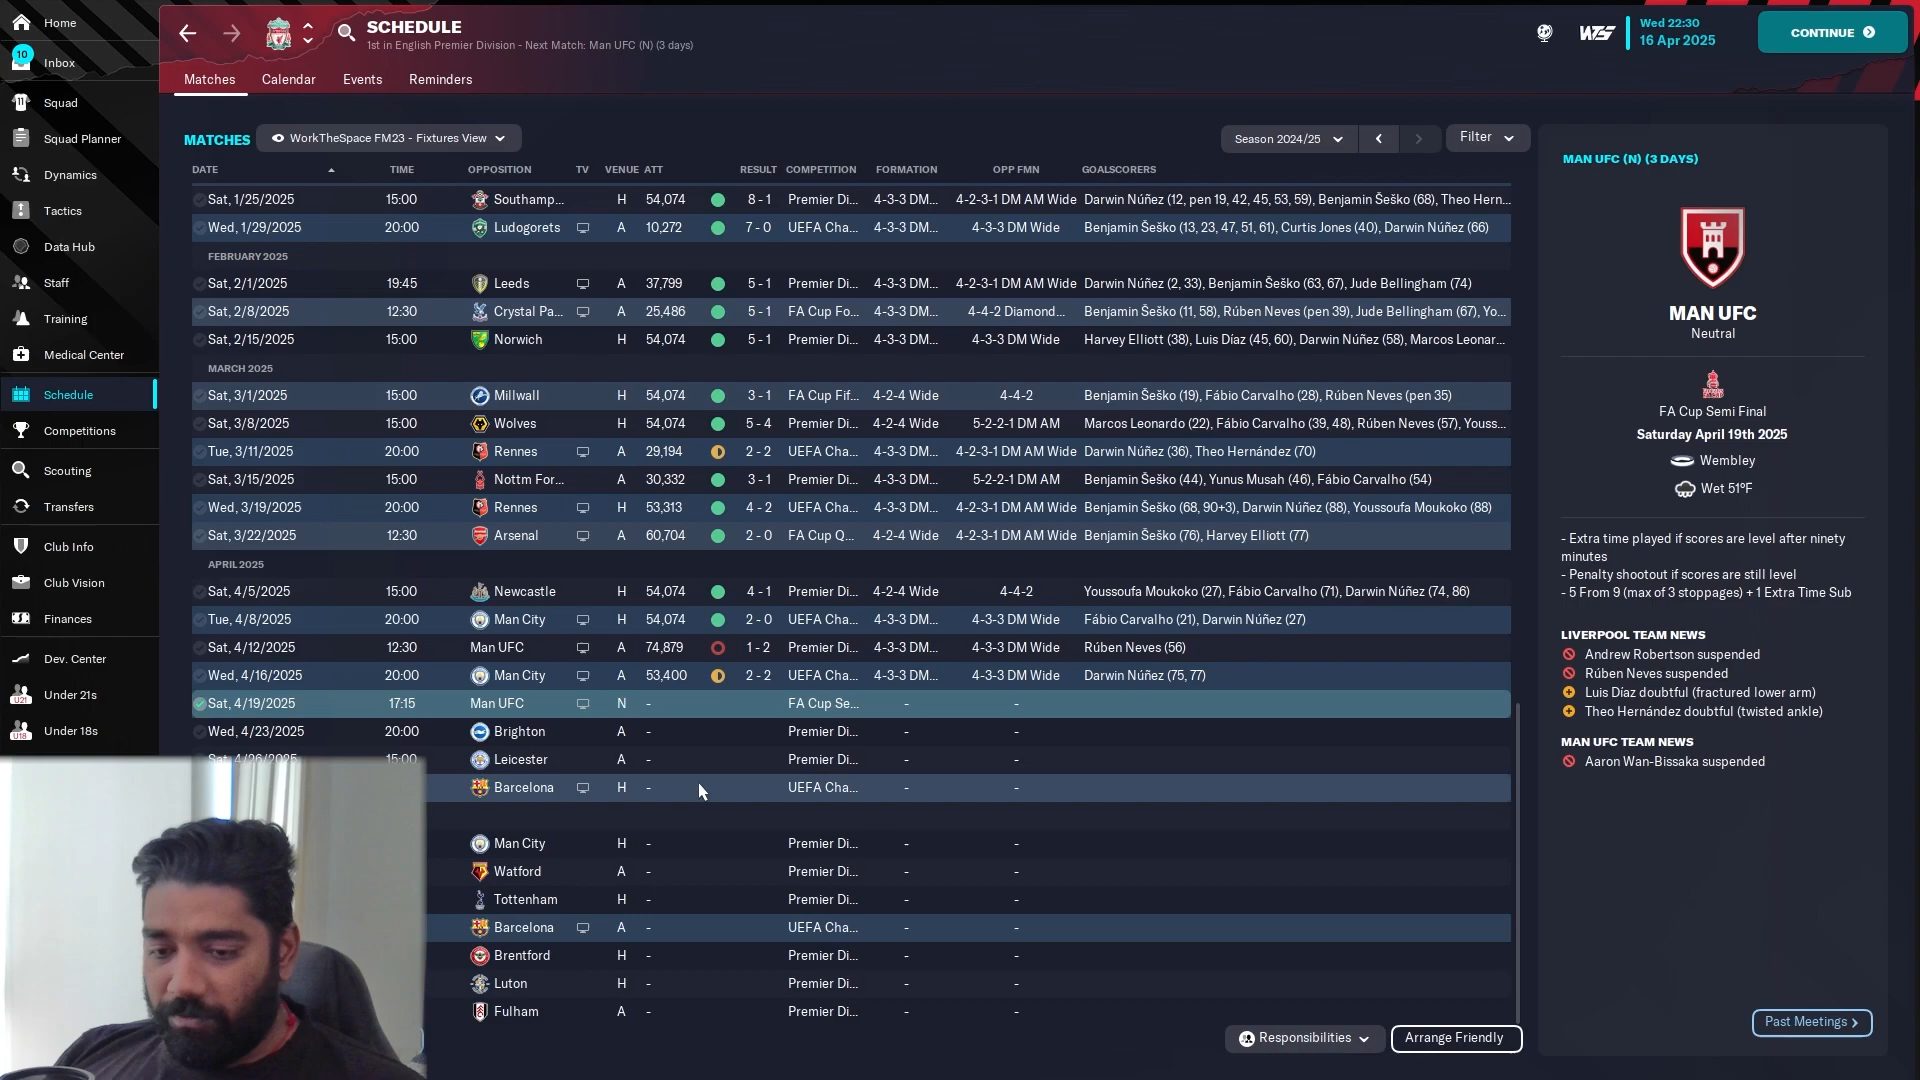 Home
10
Inbox
Squad
Squad Planner
Dynamics
Tactics
Data Hub
Staff
Training
Medical Center
Schedule
Competitions
Scouting
Transfers
Club Info
Club Vision
Finances
Dev. Center
Under 21s
Under 18s
SCHEDULE
1st in English Premier Division - Next Match: Man UFC (N) (3 days)
Wed 22:30
16 Apr 2025
CONTINUE
Matches Calendar Events Reminders
MATCHES WorkTheSpace FM23 - Fixtures View Season 2024/25 Filter
DATE TIME OPPOSITION TV VENUE ATT RESULT COMPETITION FORMATION OPP FMN GOALSCORERS
Sat, 1/25/2025 15:00 Southamp... H 54,074 8 - 1 Premier Di... 4-3-3 DM... 4-2-3-1 DM AM Wide Darwin Núñez (12, pen 19, 42, 45, 53, 59), Benjamin Šeško (68), Theo Hern...
Wed, 1/29/2025 20:00 Ludogorets A 10,272 7 - 0 UEFA Cha... 4-3-3 DM... 4-3-3 DM Wide Benjamin Šeško (13, 23, 47, 51, 61), Curtis Jones (40), Darwin Núñez (66)
FEBRUARY 2025
Sat, 2/1/2025 19:45 Leeds A 37,799 5 - 1 Premier Di... 4-3-3 DM... 4-2-3-1 DM AM Wide Darwin Núñez (2, 33), Benjamin Šeško (63, 67), Jude Bellingham (74)
Sat, 2/8/2025 12:30 Crystal Pa... A 25,486 5 - 1 FA Cup Fo... 4-3-3 DM... 4-4-2 Diamond... Benjamin Šeško (11, 58), Rúben Neves (pen 39), Jude Bellingham (67), Yo...
Sat, 2/15/2025 15:00 Norwich H 54,074 5 - 1 Premier Di... 4-3-3 DM... 4-3-3 DM Wide Harvey Elliott (38), Luis Díaz (45, 60), Darwin Núñez (58), Marcos Leonar...
MARCH 2025
Sat, 3/1/2025 15:00 Millwall H 54,074 3 - 1 FA Cup Fif... 4-2-4 Wide 4-4-2 Benjamin Šeško (19), Fábio Carvalho (28), Rúben Neves (pen 35)
Sat, 3/8/2025 15:00 Wolves H 54,074 5 - 4 Premier Di... 4-2-4 Wide 5-2-2-1 DM AM Marcos Leonardo (22), Fábio Carvalho (39, 48), Rúben Neves (57), Youss...
Tue, 3/11/2025 20:00 Rennes A 29,194 2 - 2 UEFA Cha... 4-3-3 DM... 4-2-3-1 DM AM Wide Darwin Núñez (36), Theo Hernández (70)
Sat, 3/15/2025 15:00 Nottm For... A 30,332 3 - 1 Premier Di... 4-3-3 DM... 5-2-2-1 DM AM Benjamin Šeško (44), Yunus Musah (46), Fábio Carvalho (54)
Wed, 3/19/2025 20:00 Rennes H 53,313 4 - 2 UEFA Cha... 4-3-3 DM... 4-2-3-1 DM AM Wide Benjamin Šeško (68, 90+3), Darwin Núñez (88), Youssoufa Moukoko (88)
Sat, 3/22/2025 12:30 Arsenal A 60,704 2 - 0 FA Cup Q... 4-2-4 Wide 4-2-3-1 DM AM Wide Benjamin Šeško (76), Harvey Elliott (77)
APRIL 2025
Sat, 4/5/2025 15:00 Newcastle H 54,074 4 - 1 Premier Di... 4-2-4 Wide 4-4-2 Youssoufa Moukoko (27), Fábio Carvalho (71), Darwin Núñez (74, 86)
Tue, 4/8/2025 20:00 Man City H 54,074 2 - 0 UEFA Cha... 4-3-3 DM... 4-3-3 DM Wide Fábio Carvalho (21), Darwin Núñez (27)
Sat, 4/12/2025 12:30 Man UFC A 74,879 1 - 2 Premier Di... 4-3-3 DM... 4-3-3 DM Wide Rúben Neves (56)
Wed, 4/16/2025 20:00 Man City A 53,400 2 - 2 UEFA Cha... 4-3-3 DM... 4-3-3 DM Wide Darwin Núñez (75, 77)
Sat, 4/19/2025 17:15 Man UFC N - FA Cup Se... - -
Wed, 4/23/2025 20:00 Brighton A - Premier Di... - -
Sat, 4/26/2025 15:00 Leicester A - Premier Di... - -
Barcelona H - UEFA Cha... - -
Man City H - Premier Di... - -
Watford A - Premier Di... - -
Tottenham H - Premier Di... - -
Barcelona A - UEFA Cha... - -
Brentford H - Premier Di... - -
Luton H - Premier Di... - -
Fulham A - Premier Di... - -
Responsibilities Arrange Friendly
MAN UFC (N) (3 DAYS)
MAN UFC
Neutral
FA Cup Semi Final
Saturday April 19th 2025
Wembley
Wet 51ºF
- Extra time played if scores are level after ninety
minutes
- Penalty shootout if scores are still level
- 5 From 9 (max of 3 stoppages) + 1 Extra Time Sub
LIVERPOOL TEAM NEWS
Andrew Robertson suspended
Rúben Neves suspended
Luis Díaz doubtful (fractured lower arm)
Theo Hernández doubtful (twisted ankle)
MAN UFC TEAM NEWS
Aaron Wan-Bissaka suspended
Past Meetings